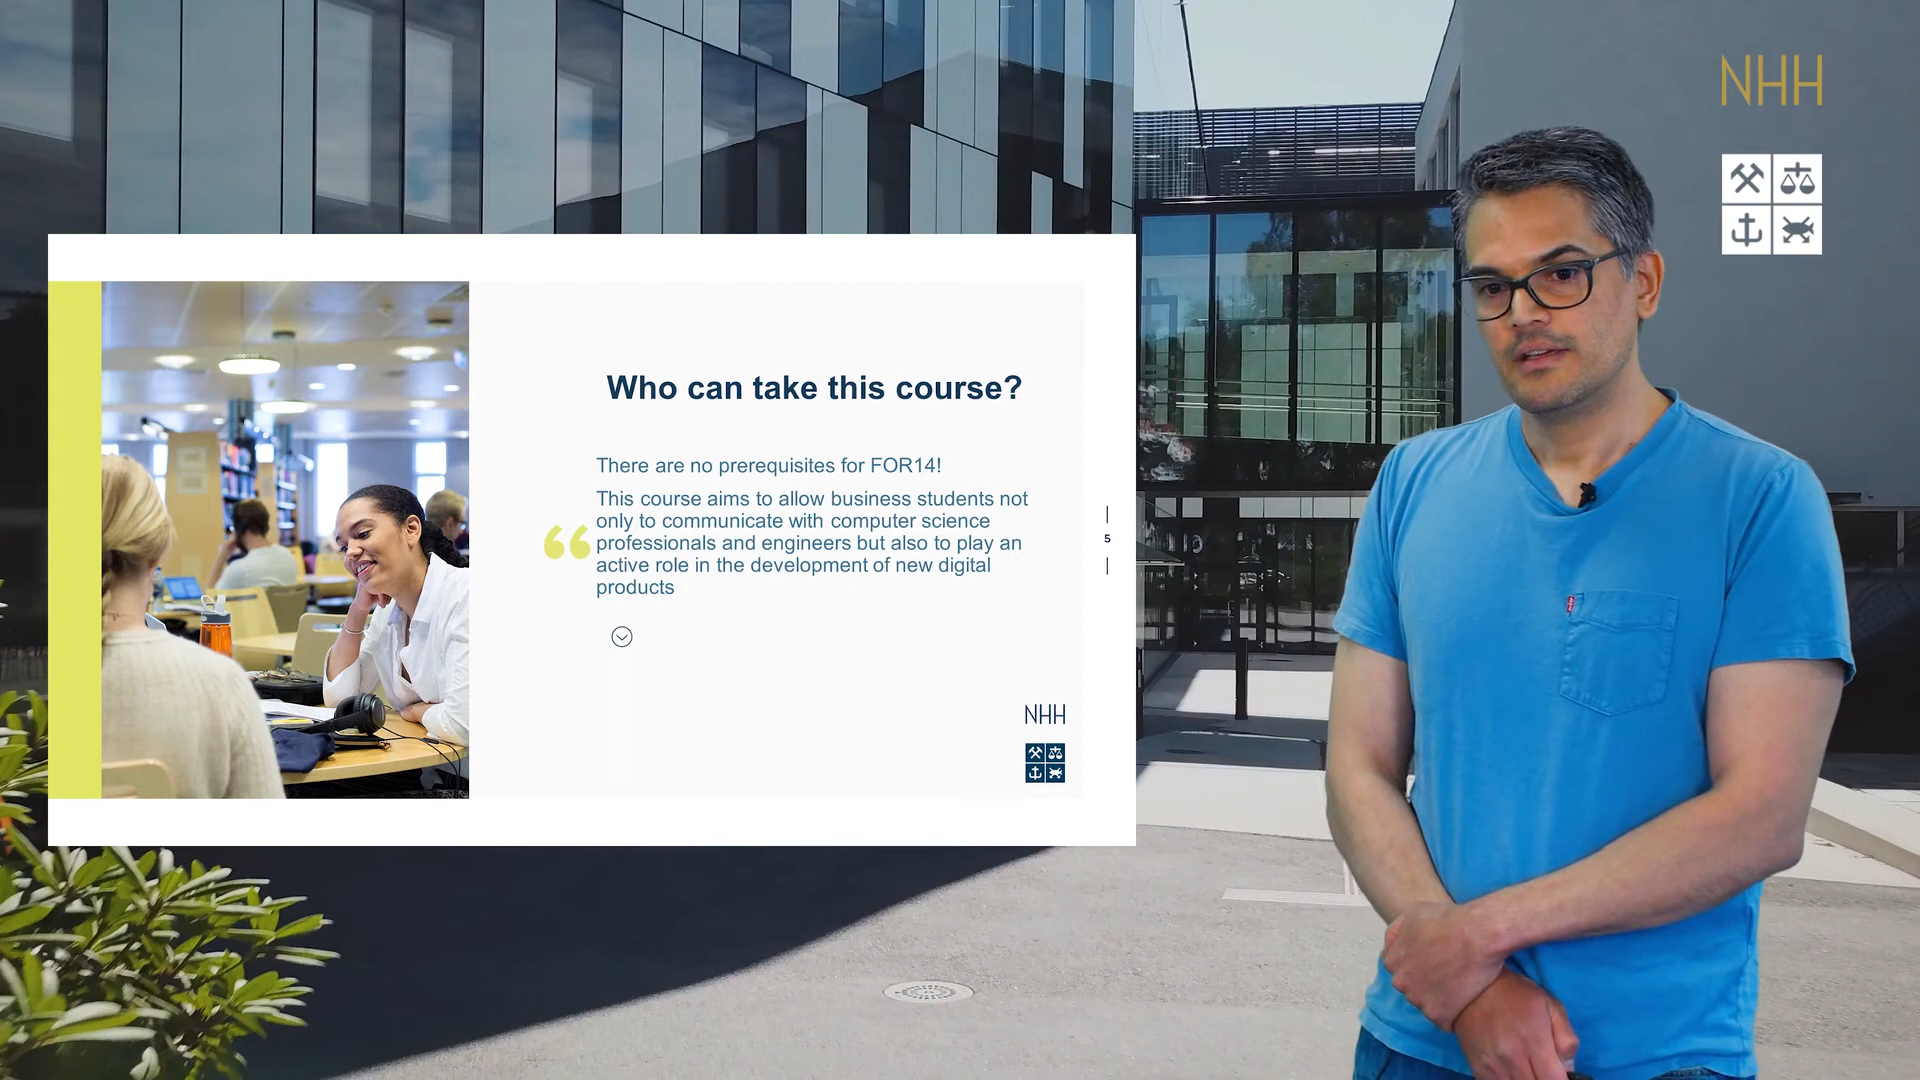 NHH
Who can take this course?
There are no prerequisites for FOR14!
This course aims to allow business students not
only to communicate with computer science
professionals and engineers but also to play an
active role in the development of new digital
products
5
NHH